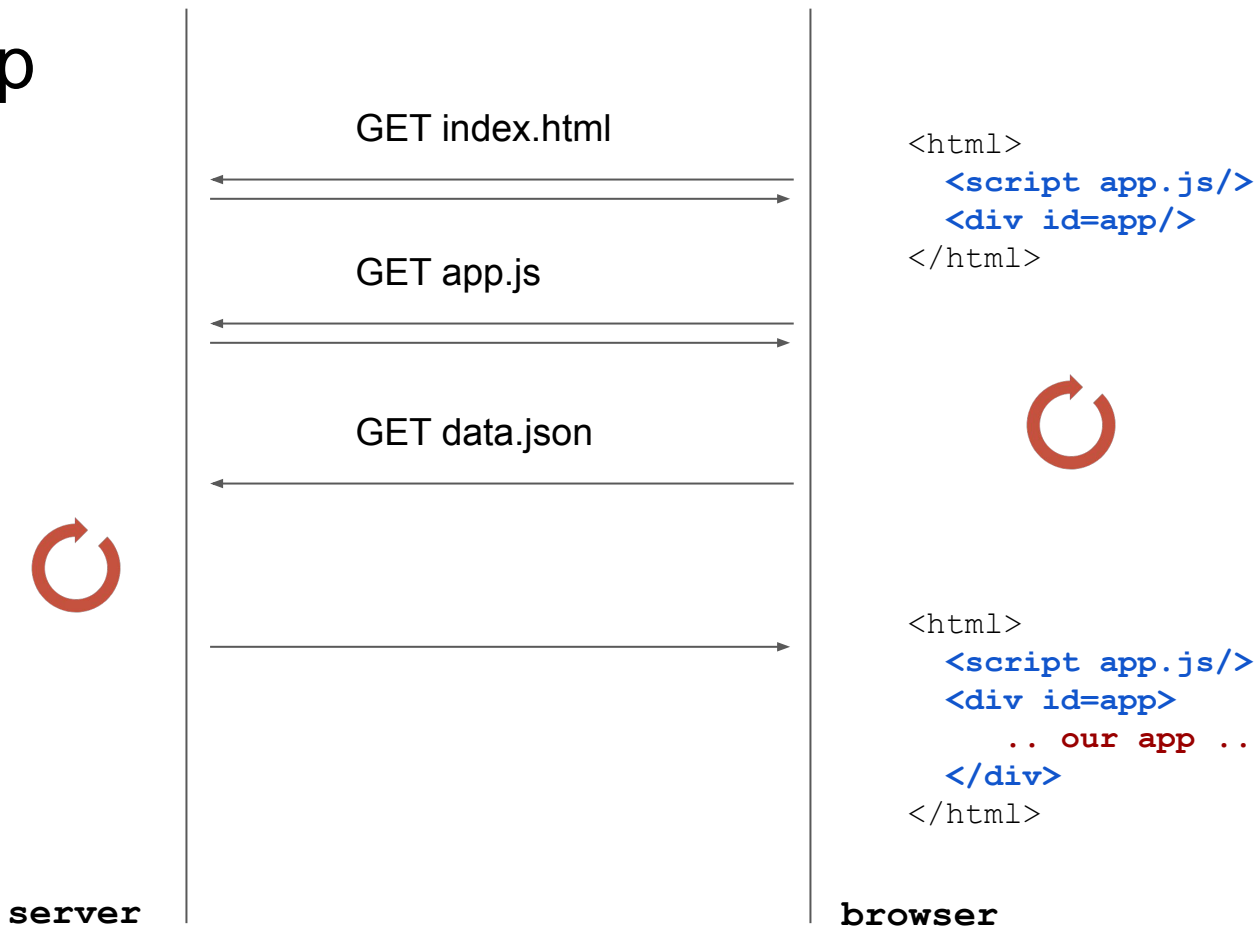 p
GET index.html
<html>
<script app.js/>
<div id=app/>
</html>
GET app.js
GET data.json
<html>
<script app.js/>
<div id=app>
.. our app ..
</div>
</html>
server
browser